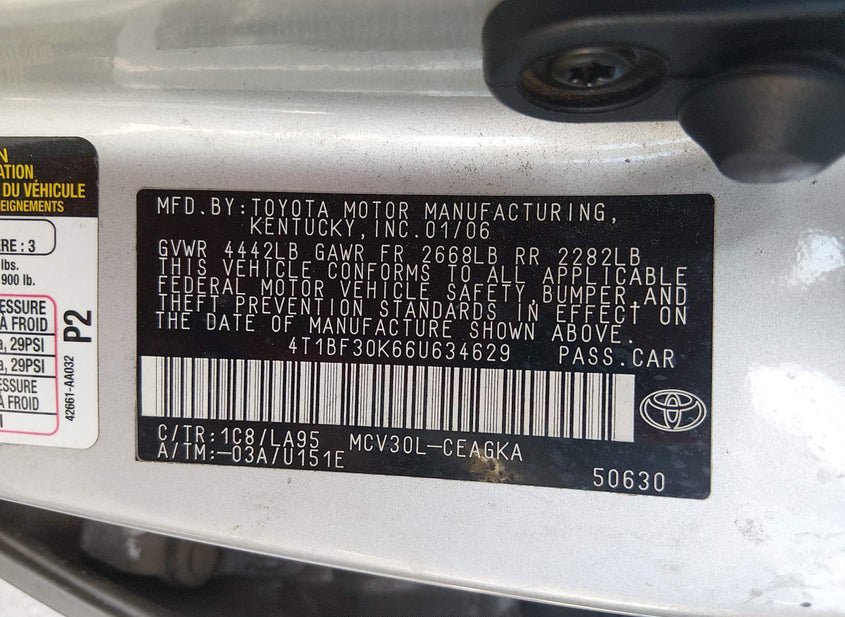 N
ATION
DU VÉHICULE
EIGNEMENTS
ÈRE : 3
lbs.
900 lb.
ESSURE
À FROID
a, 29PSI
a, 29PSI
ESSURE
À FROID
P2
42661-AA032
MFD.BY:TOYOTA MOTOR MANUFACTURING,
KENTUCKY,INC.01/06
GVWR 4442LB GAWR FR 2668LB RR 2282LB
THIS VEHICLE CONFORMS TO ALL APPLICABLE
FEDERAL MOTOR VEHICLE SAFETY,BUMPER,AND
THEFT PREVENTION STANDARDS IN EFFECT ON
THE DATE OF MANUFACTURE SHOWN ABOVE.
4T1BF30K66U634629 PASS.CAR
C/TR:1C8/LA95 MCV30L-CEAGKA
A/TM:-03A/U151E
50630